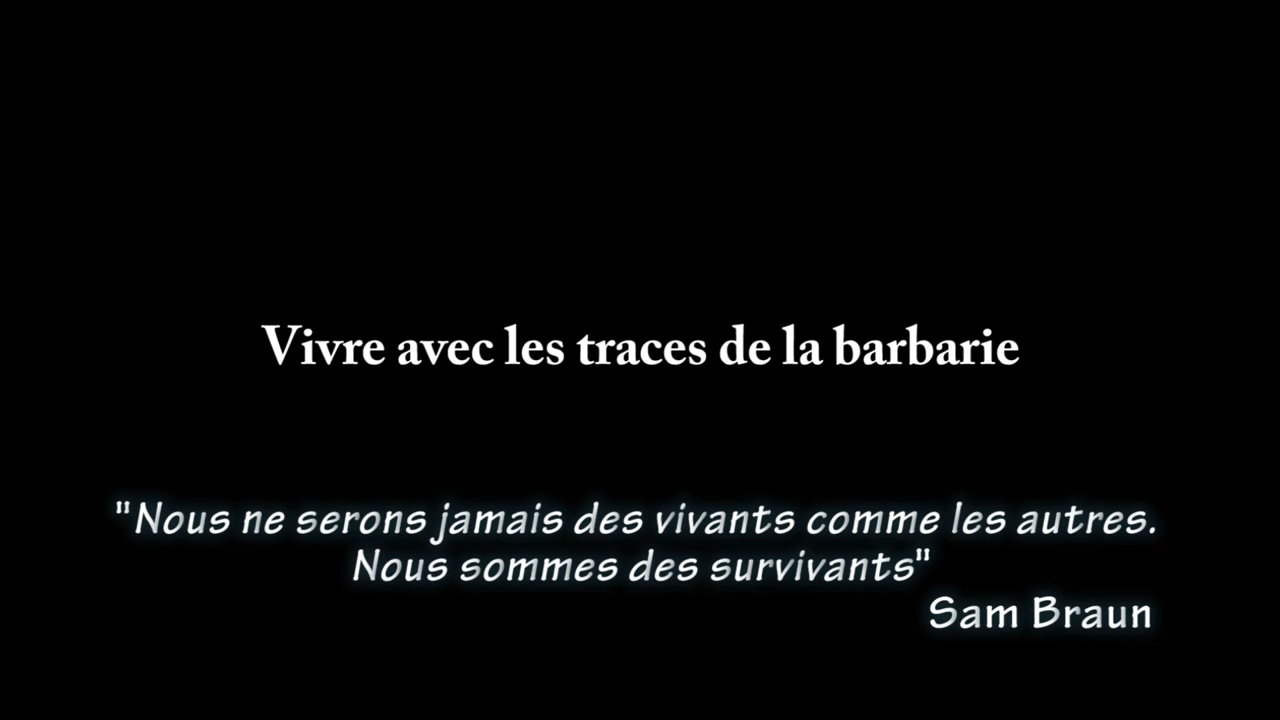 Vivre avec les traces de la barbarie
"Nous ne serons jamais des vivants comme les autres.
Nous sommes des survivants"
Sam Braun